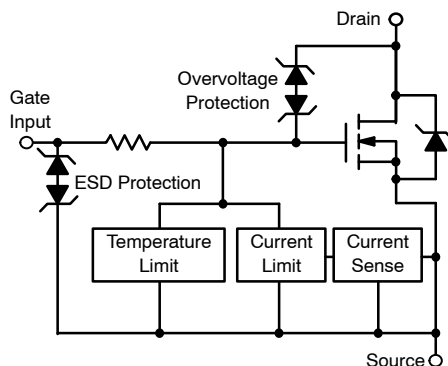 Drain
Overvoltage
Protection
Gate
Input
ESD Protection
Temperature
Limit
Current
Limit
Current
Sense
Source